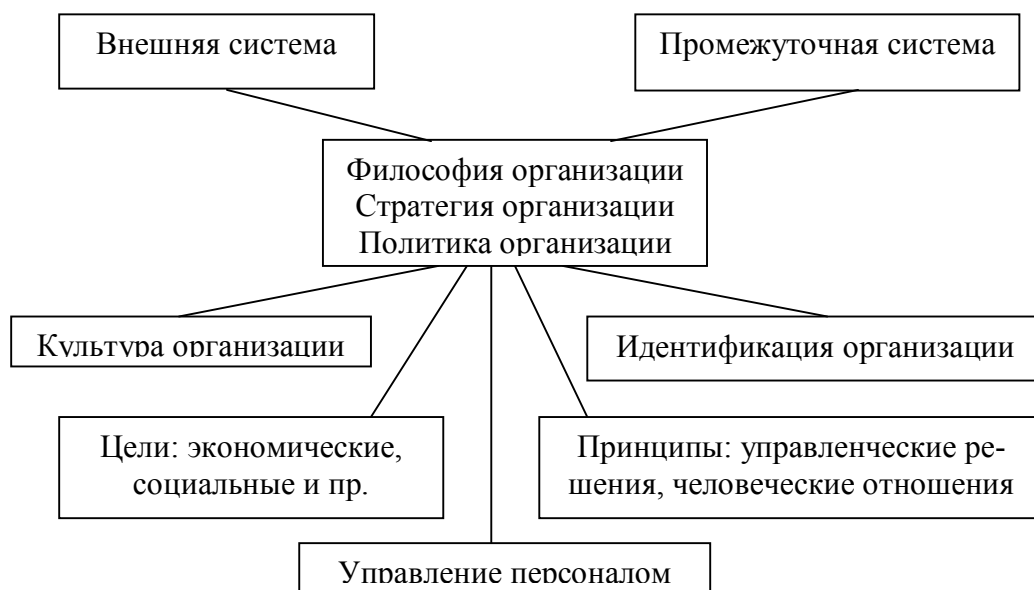 Внешняя система
Промежуточная система
Философия организации
Стратегия организации
Политика организации
Культура организации
Идентификация организации
Цели: экономические,
социальные и пр.
Принципы: управленческие ре-
шения, человеческие отношения
Управление персоналом